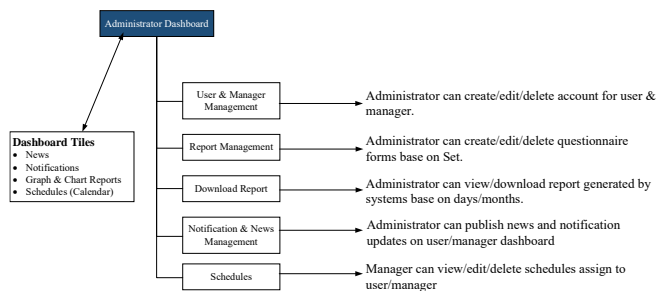 Administrator Dashboard
User & Manager
Management
Administrator can create/edit/delete account for user &
manager.
Dashboard Tiles
• News
• Notifications
• Graph & Chart Reports
• Schedules (Calendar)
Report Management
Administrator can create/edit/delete questionnaire
forms base on Set.
Download Report
Administrator can view/download report generated by
systems base on days/months.
Notification & News
Management
Administrator can publish news and notification
updates on user/manager dashboard
Schedules
Manager can view/edit/delete schedules assign to
user/manager